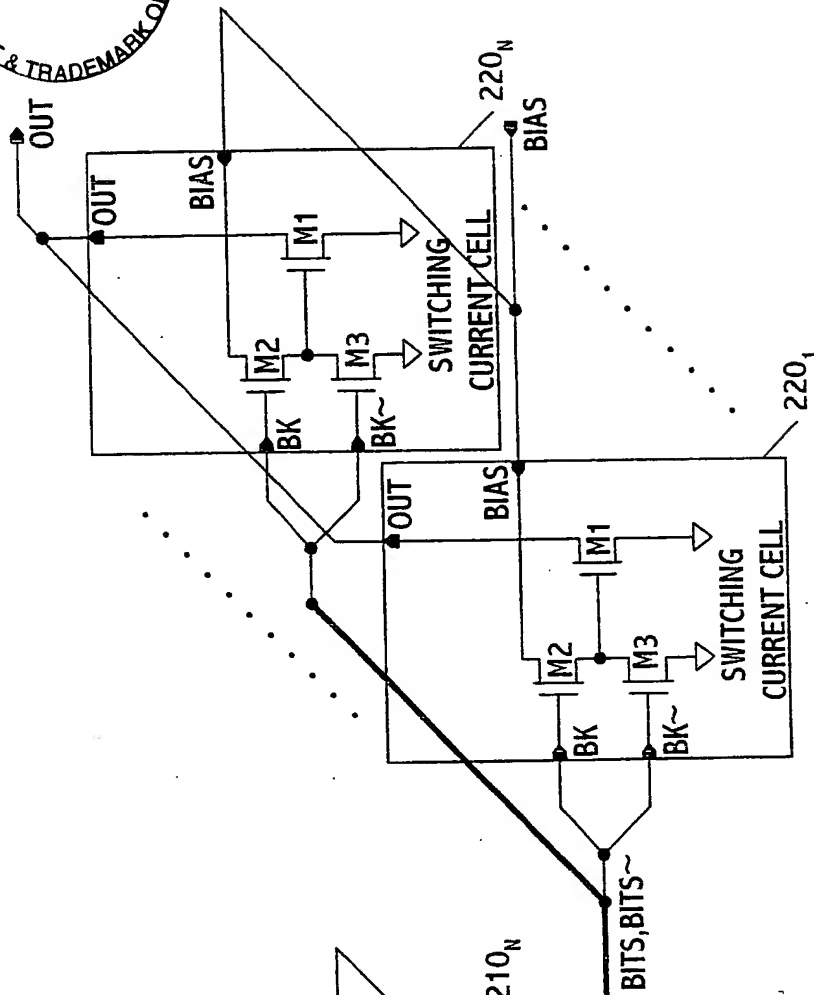 & TRADEMARK
OUT
OUT
BIAS
220N
BIAS
M1
M2
M3
BK
BK~
SWITCHING
CURRENT CELL
OUT
BIAS
2201
M1
M2
M3
BK
BK~
SWITCHING
CURRENT CELL
BITS,BITS~
210N